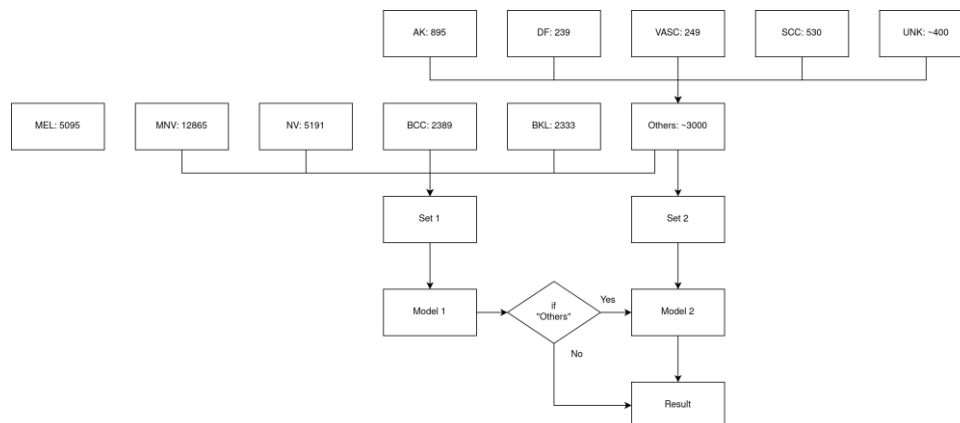 AK: 895
DF: 239
VASC: 249
SCC: 530
UNK: ~400
MEL: 5095
MNV: 12865
NV: 5191
BCC: 2389
BKL: 2333
Others: ~3000
Set 1
Set 2
Model 1
if
"Others"
Yes
Model 2
No
Result